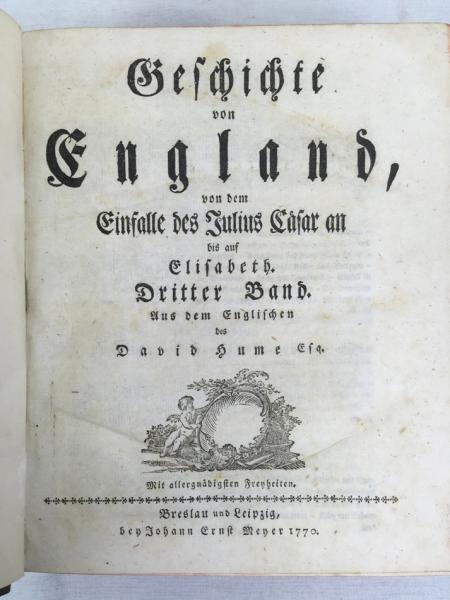 Geschichte
von
England,
von dem
Einfalle des Julius Cäsar an
bis auf
Elisabeth.
Dritter Band.
Aus dem Englischen
des
David Hume Esq.
Mit allergnädigsten Freyheiten.
Breslau und Leipzig,
bey Johann Ernst Meyer 1770.